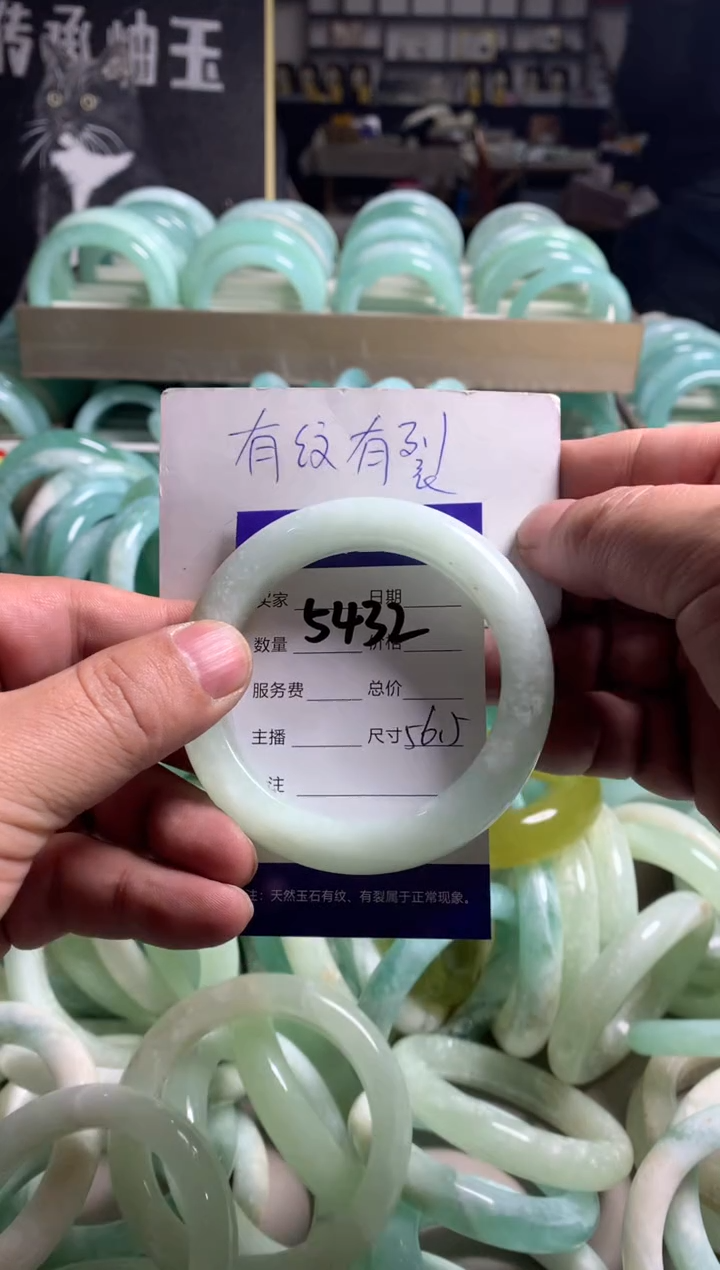 传承岫玉
有纹有裂
卖家 日期
5432
数量 价格
服务费 总价
主播 尺寸 56.5
注
注：天然玉石有纹、有裂属于正常现象。